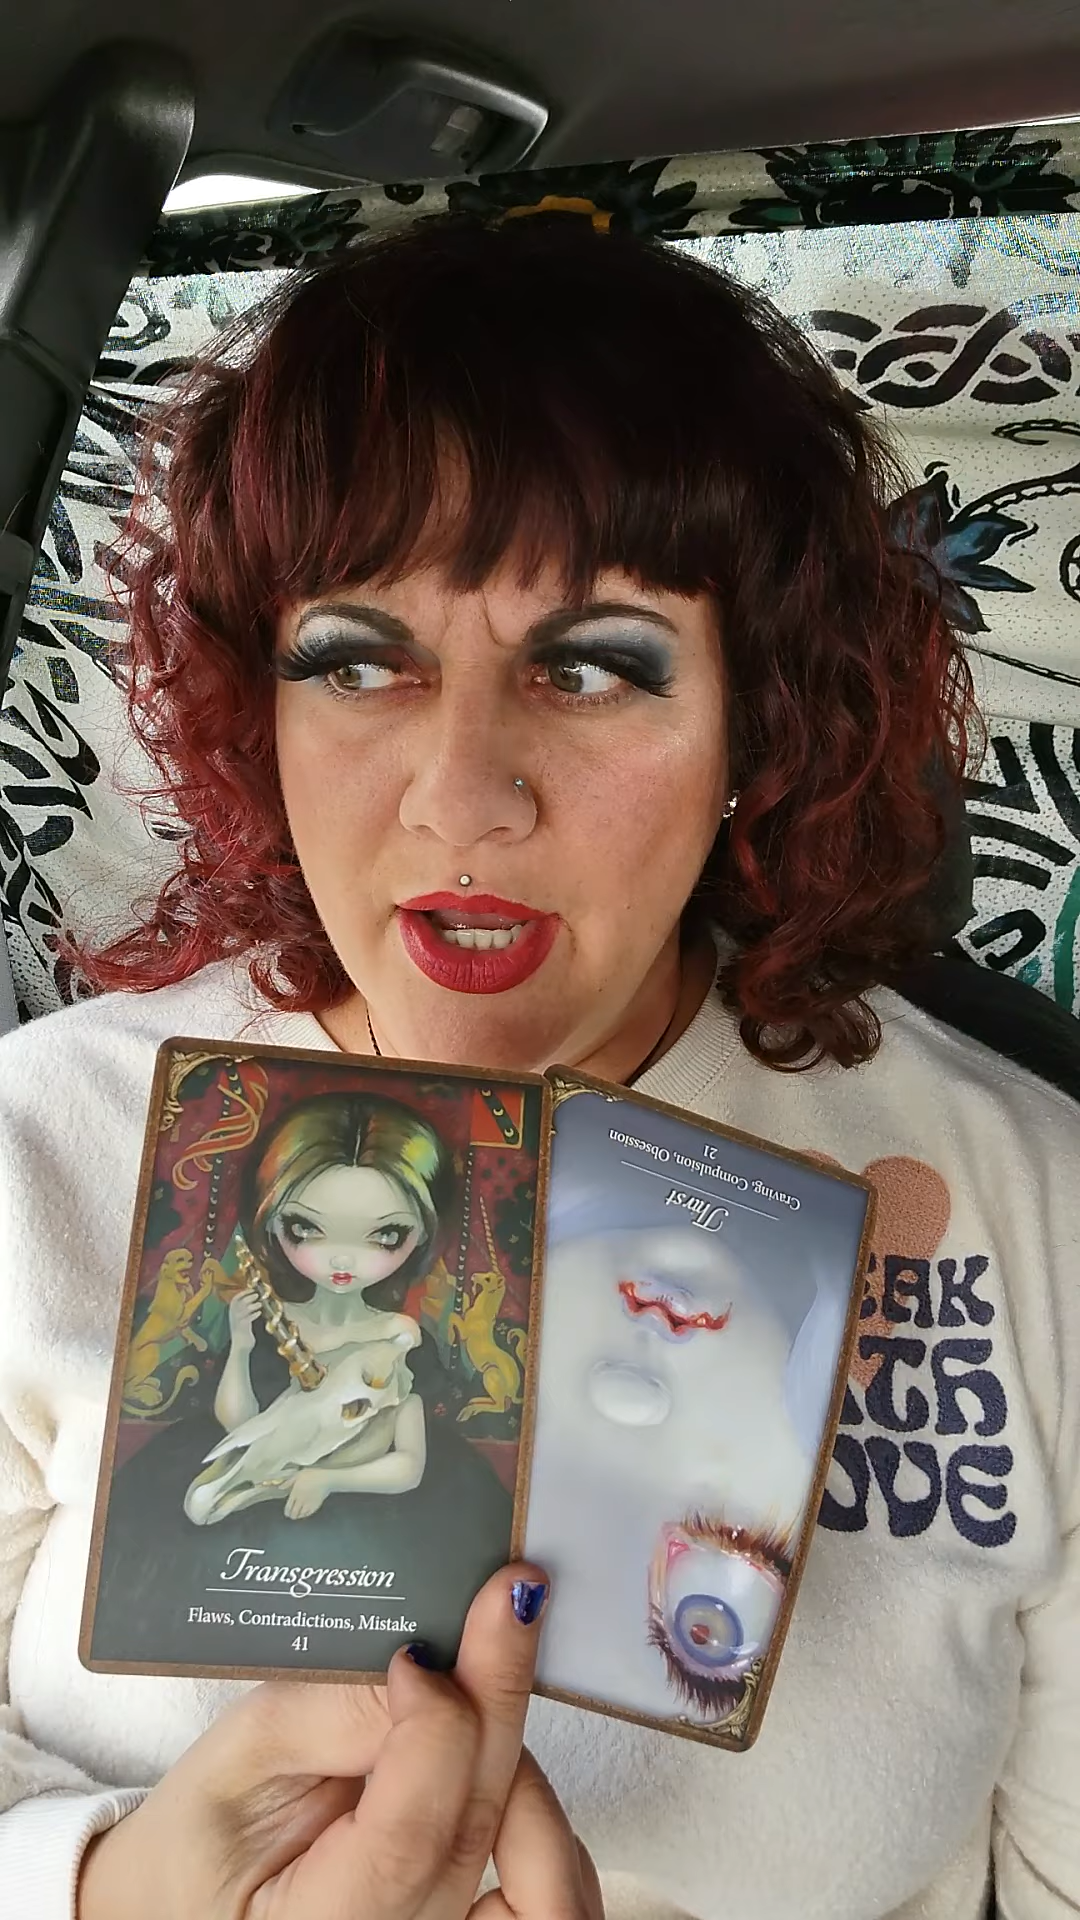 Transgression
Flaws, Contradictions, Mistake
41
Thirst
Craving, Compulsion, Obsession
21